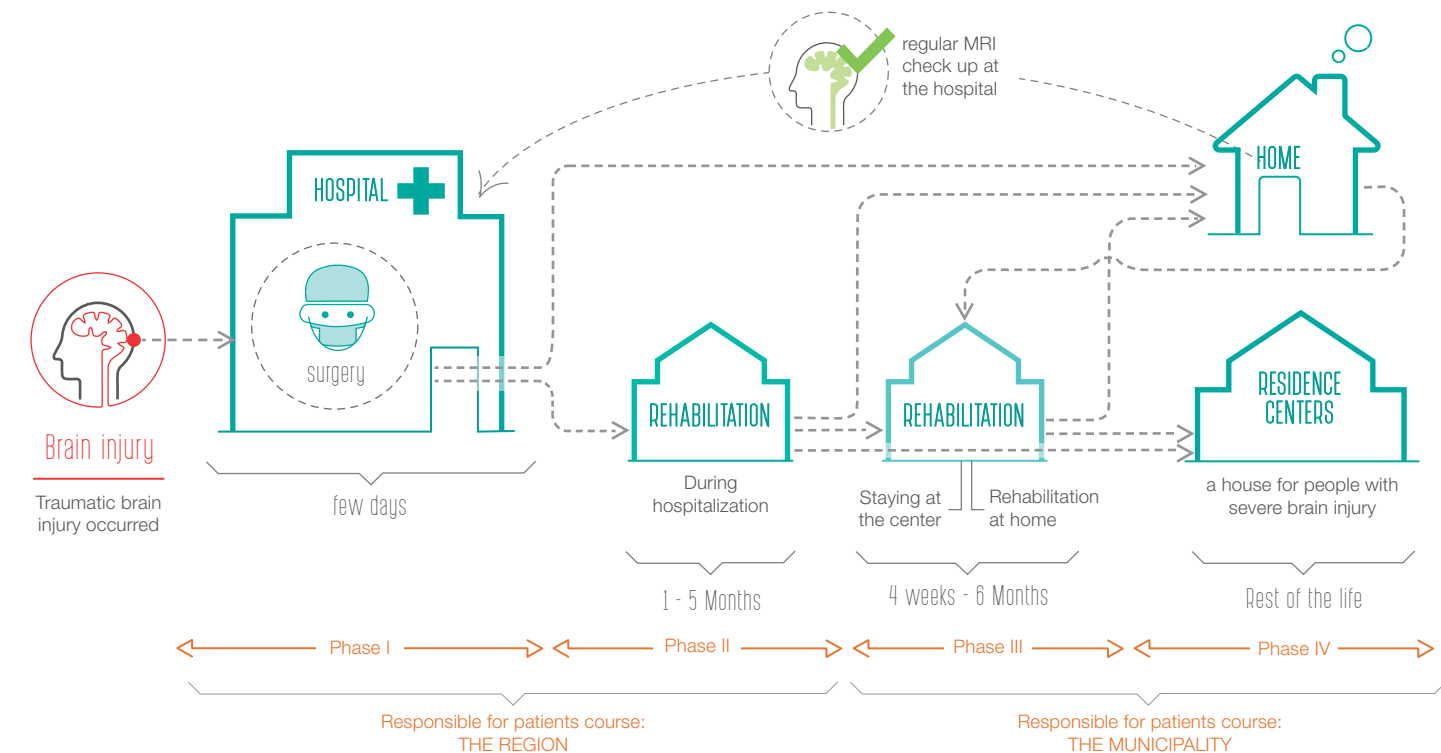 regular MRI
check up at
the hospital
HOSPITAL
HOME
surgery
Brain injury
Traumatic brain
injury occurred
few days
REHABILITATION
During
hospitalization
1 - 5 Months
REHABILITATION
Staying at
the center
Rehabilitation
at home
4 weeks - 6 Months
RESIDENCE
CENTERS
a house for people with
severe brain injury
Rest of the life
Phase I
Phase II
Phase III
Phase IV
Responsible for patients course:
THE REGION
Responsible for patients course:
THE MUNICIPALITY